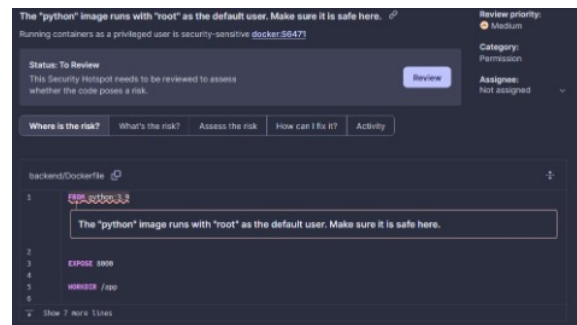 The "python" image runs with "root" as the default user. Make sure it is safe here.
Running containers as a privileged user is security-sensitive docker:S6471
Review priority:
Medium
Category:
Permission
Assignee:
Not assigned
Status: To Review
This Security Hotspot needs to be reviewed to assess
whether the code poses a risk.
Review
Where is the risk?
What's the risk?
Assess the risk
How can I fix it?
Activity
backend/Dockerfile
1 FROM python:3.9
The "python" image runs with "root" as the default user. Make sure it is safe here.
2
3 EXPOSE 8000
4
5 WORKDIR /app
6
Show 7 more lines